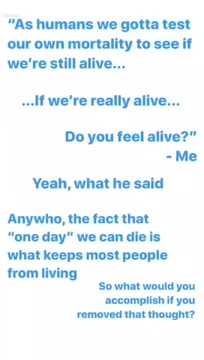 "As humans we gotta test
our own mortality to see if
we're still alive...
...If we're really alive...
Do you feel alive?"
- Me
Yeah, what he said
Anywho, the fact that
"one day" we can die is
what keeps most people
from living
So what would you
accomplish if you
removed that thought?